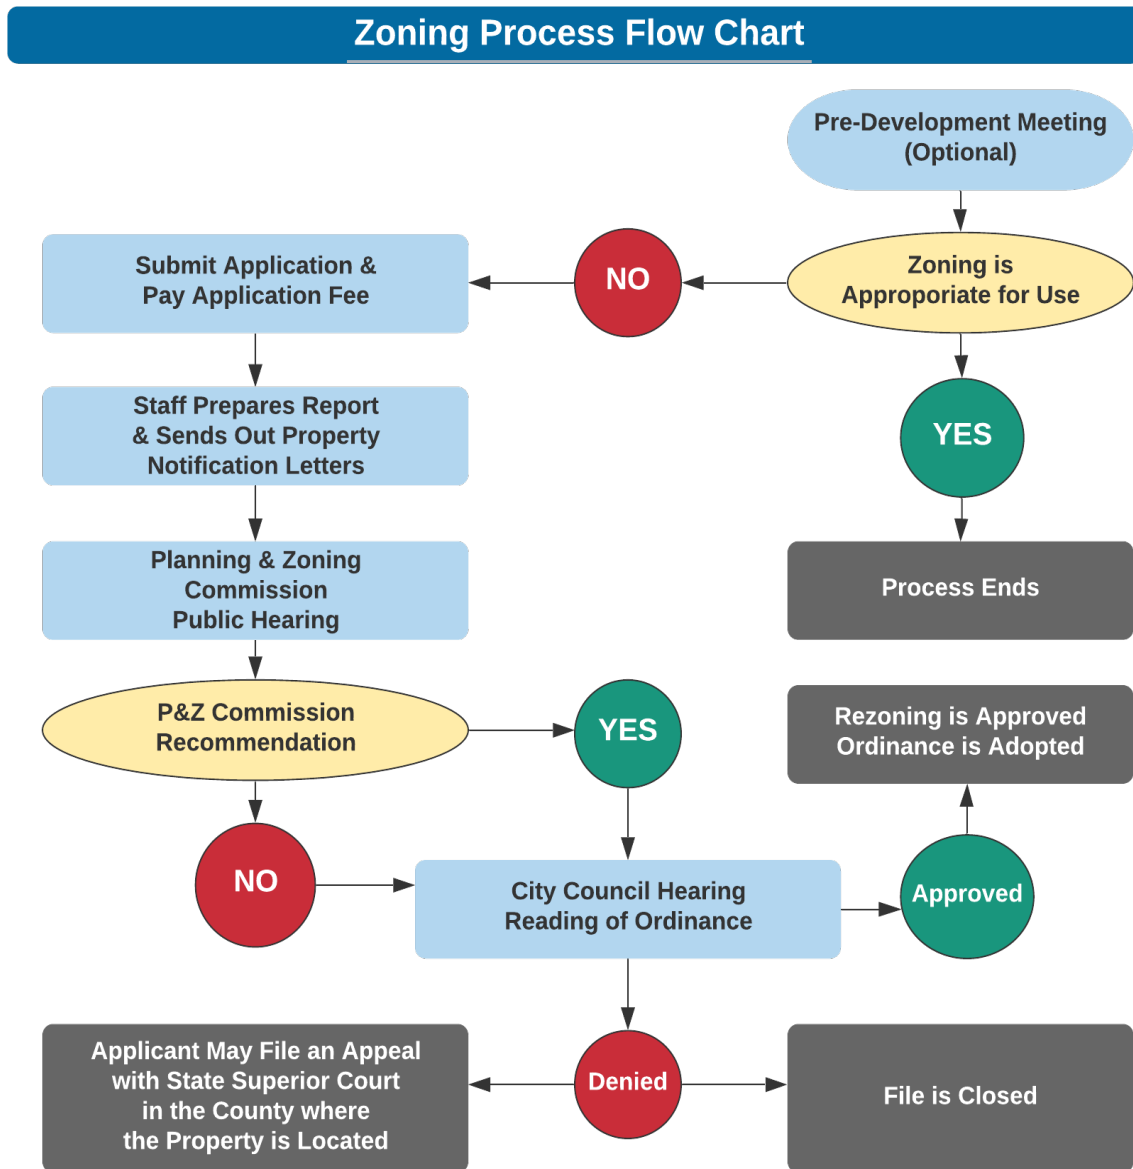 Zoning Process Flow Chart
Pre-Development Meeting
(Optional)
Zoning is
Approporiate for Use
NO
Submit Application &
Pay Application Fee
YES
Process Ends
Staff Prepares Report
& Sends Out Property
Notification Letters
Planning & Zoning
Commission
Public Hearing
P&Z Commission
Recommendation
YES
NO
City Council Hearing
Reading of Ordinance
Approved
Rezoning is Approved
Ordinance is Adopted
Denied
Applicant May File an Appeal
with State Superior Court
in the County where
the Property is Located
File is Closed